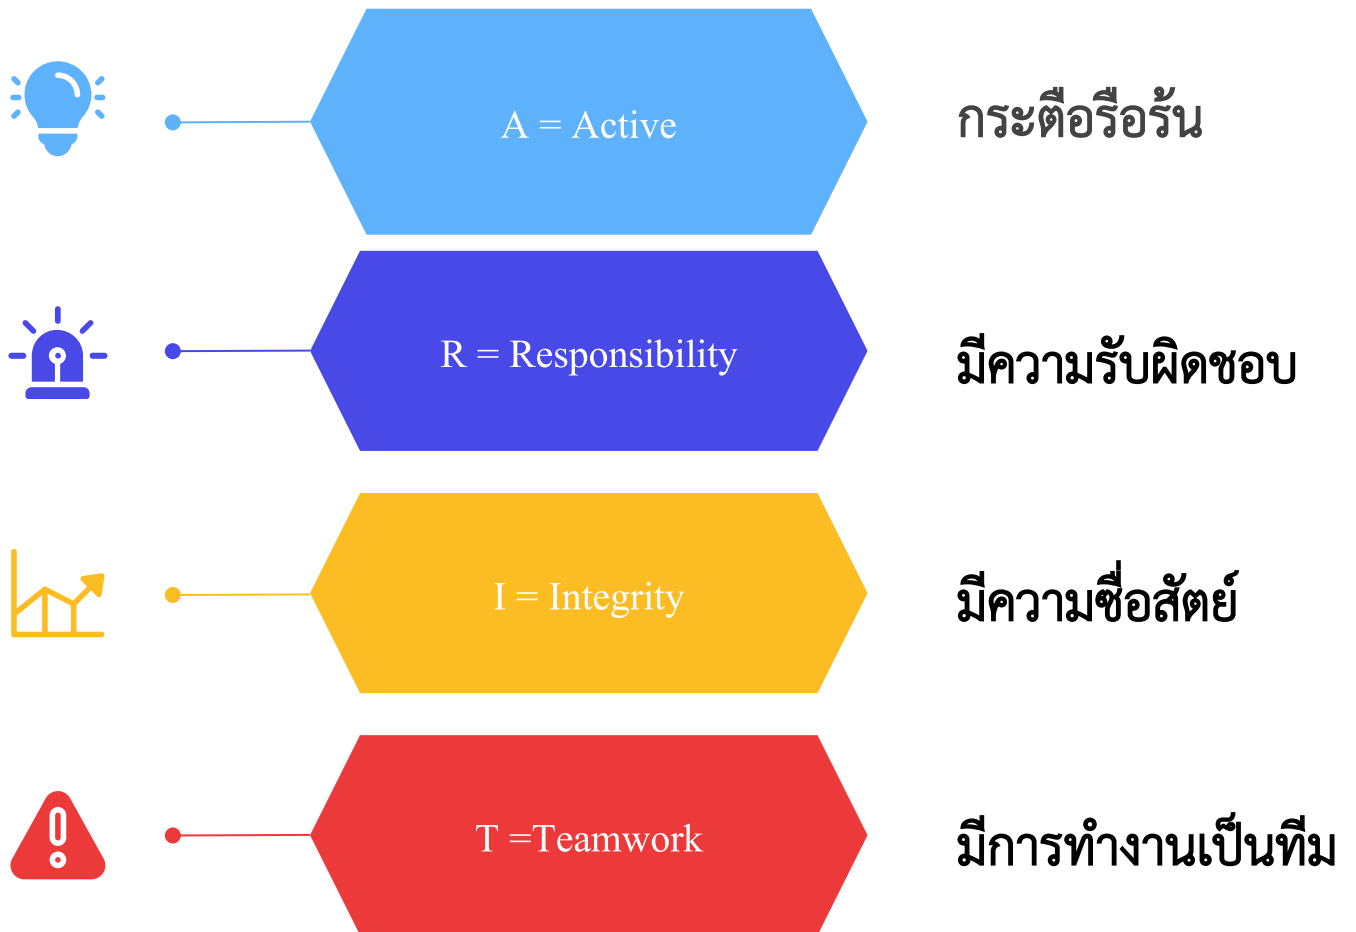 A = Active
กระตือรือร้น
R = Responsibility
มีความรับผิดชอบ
I = Integrity
มีความซื่อสัตย์
T =Teamwork
มีการทำงานเป็นทีม